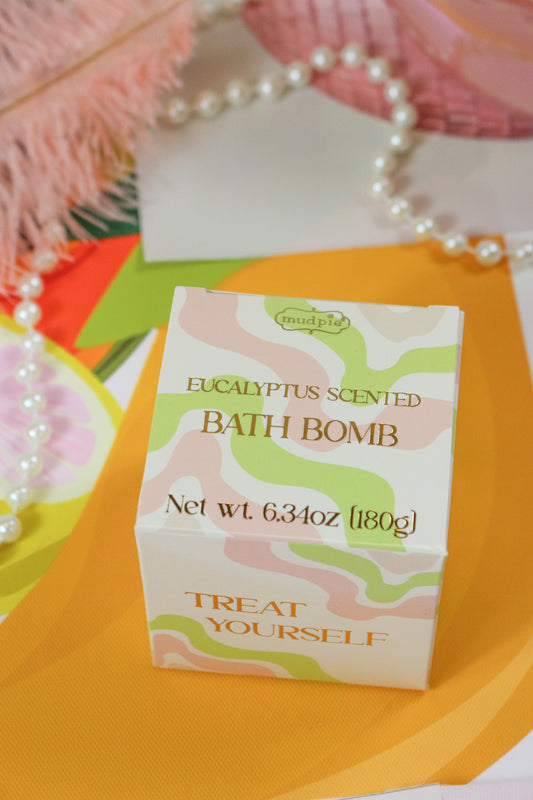 mudpie
EUCALYPTUS SCENTED
BATH BOMB
Net wt. 6.34oz (180g)
TREAT
YOURSELF